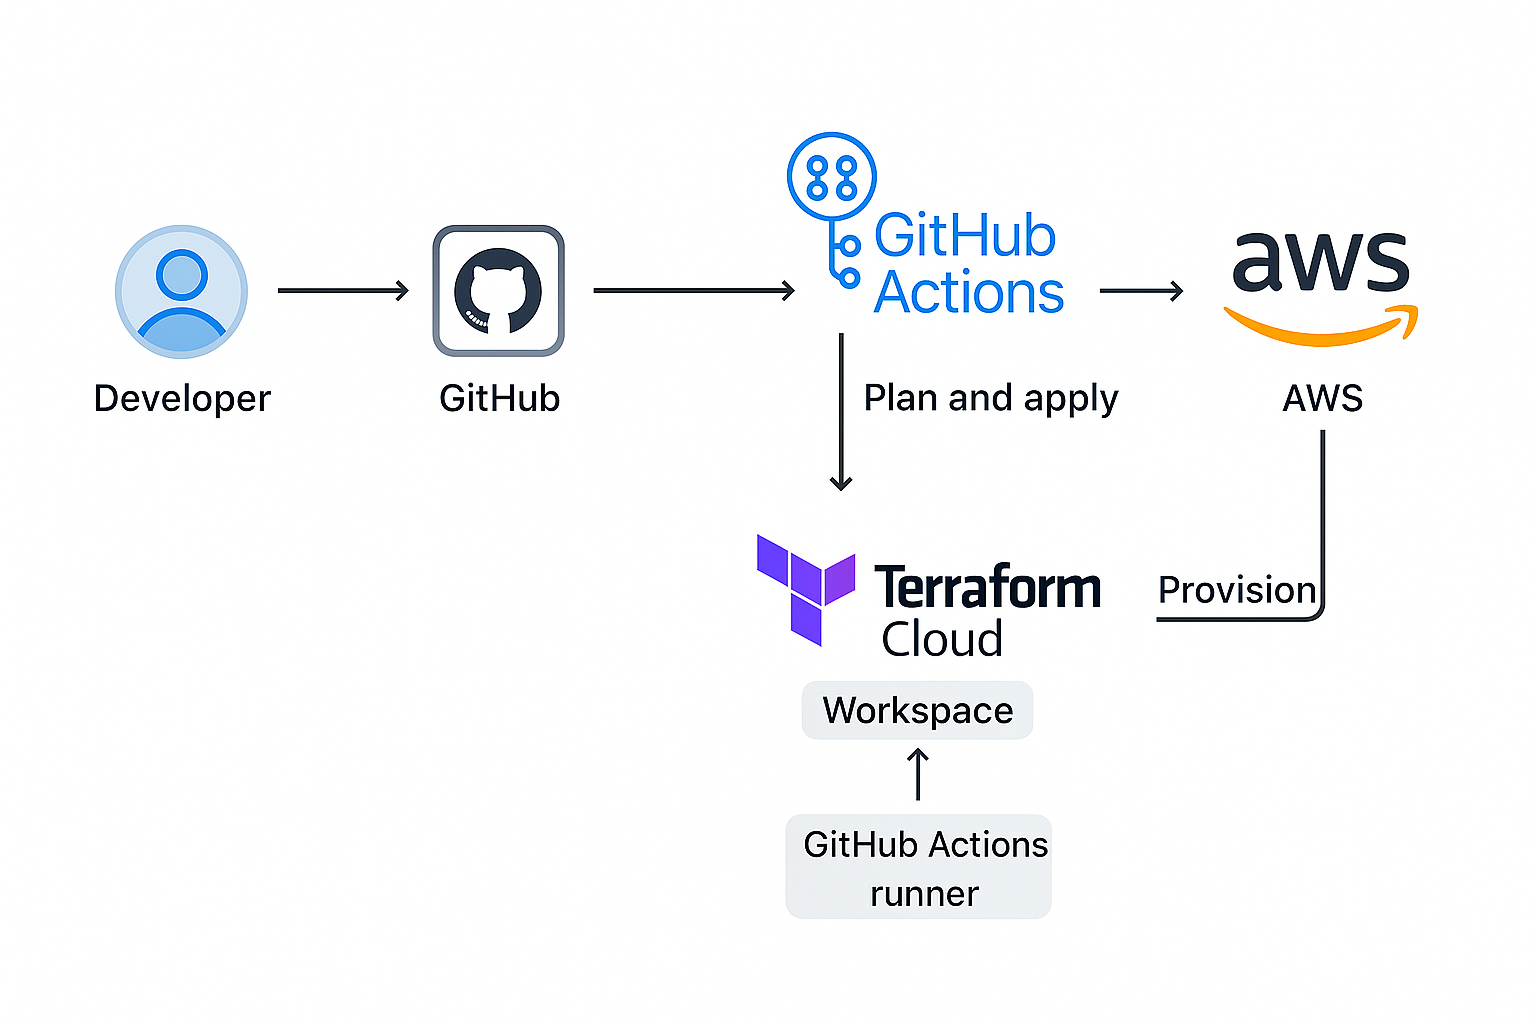 GitHub
Actions
aws
Developer
GitHub
Plan and apply
AWS
Terraform
Cloud
Provision
Workspace
GitHub Actions
runner